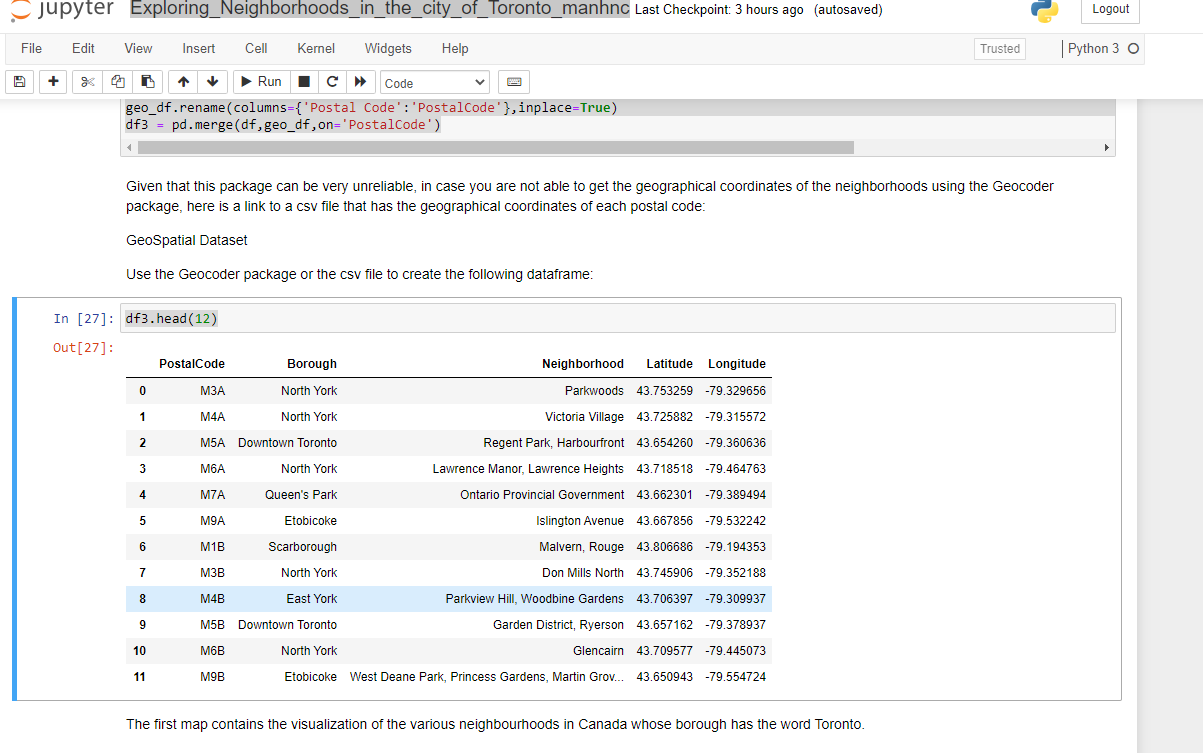 jupyter Exploring_Neighborhoods_in_the_city_of_Toronto_manhnc Last Checkpoint: 3 hours ago (autosaved) Logout
File Edit View Insert Cell Kernel Widgets Help Trusted Python 3
Run Code
geo_df.rename(columns={'Postal Code':'PostalCode'},inplace=True)
df3 = pd.merge(df,geo_df,on='PostalCode')
Given that this package can be very unreliable, in case you are not able to get the geographical coordinates of the neighborhoods using the Geocoder
package, here is a link to a csv file that has the geographical coordinates of each postal code:
GeoSpatial Dataset
Use the Geocoder package or the csv file to create the following dataframe:
In [27]: df3.head(12)
Out[27]:
PostalCode Borough Neighborhood Latitude Longitude
0 M3A North York Parkwoods 43.753259 -79.329656
1 M4A North York Victoria Village 43.725882 -79.315572
2 M5A Downtown Toronto Regent Park, Harbourfront 43.654260 -79.360636
3 M6A North York Lawrence Manor, Lawrence Heights 43.718518 -79.464763
4 M7A Queen's Park Ontario Provincial Government 43.662301 -79.389494
5 M9A Etobicoke Islington Avenue 43.667856 -79.532242
6 M1B Scarborough Malvern, Rouge 43.806686 -79.194353
7 M3B North York Don Mills North 43.745906 -79.352188
8 M4B East York Parkview Hill, Woodbine Gardens 43.706397 -79.309937
9 M5B Downtown Toronto Garden District, Ryerson 43.657162 -79.378937
10 M6B North York Glencairn 43.709577 -79.445073
11 M9B Etobicoke West Deane Park, Princess Gardens, Martin Grov... 43.650943 -79.554724
The first map contains the visualization of the various neighbourhoods in Canada whose borough has the word Toronto.